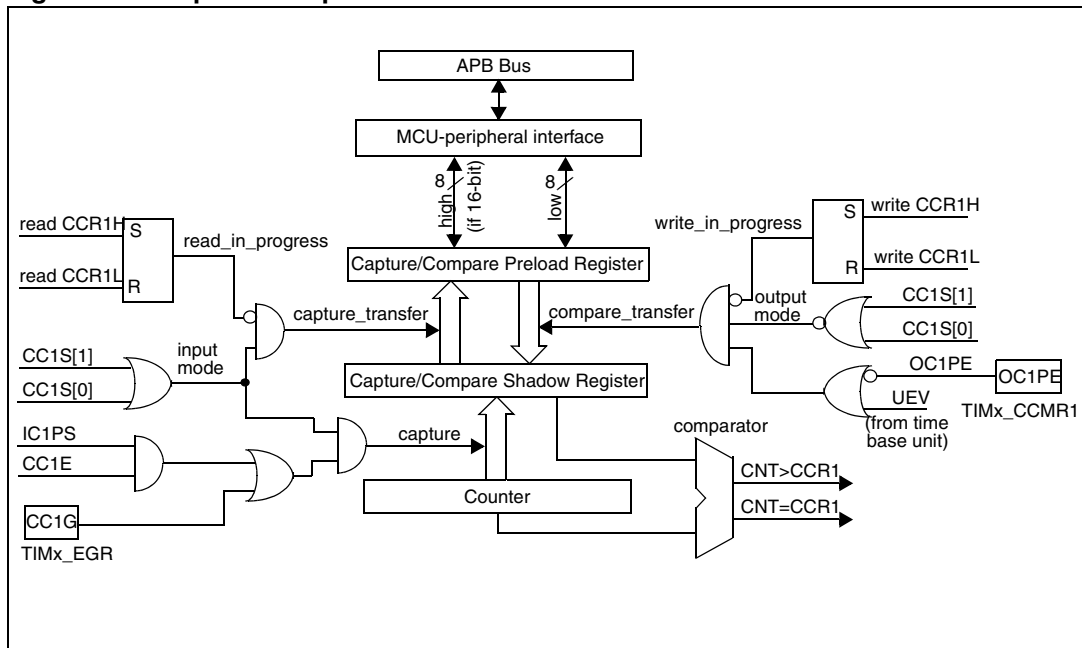 APB Bus
MCU-peripheral interface
8
high
(if 16-bit)
8
low
read CCR1H
S
read_in_progress
read CCR1L
R
write_in_progress
S
write CCR1H
R
write CCR1L
Capture/Compare Preload Register
capture_transfer
compare_transfer
output
mode
CC1S[1]
CC1S[0]
CC1S[1]
CC1S[0]
input
mode
Capture/Compare Shadow Register
OC1PE
OC1PE
UEV
TIMx_CCMR1
(from time
base unit)
IC1PS
CC1E
capture
comparator
Counter
CNT>CCR1
CNT=CCR1
CC1G
TIMx_EGR